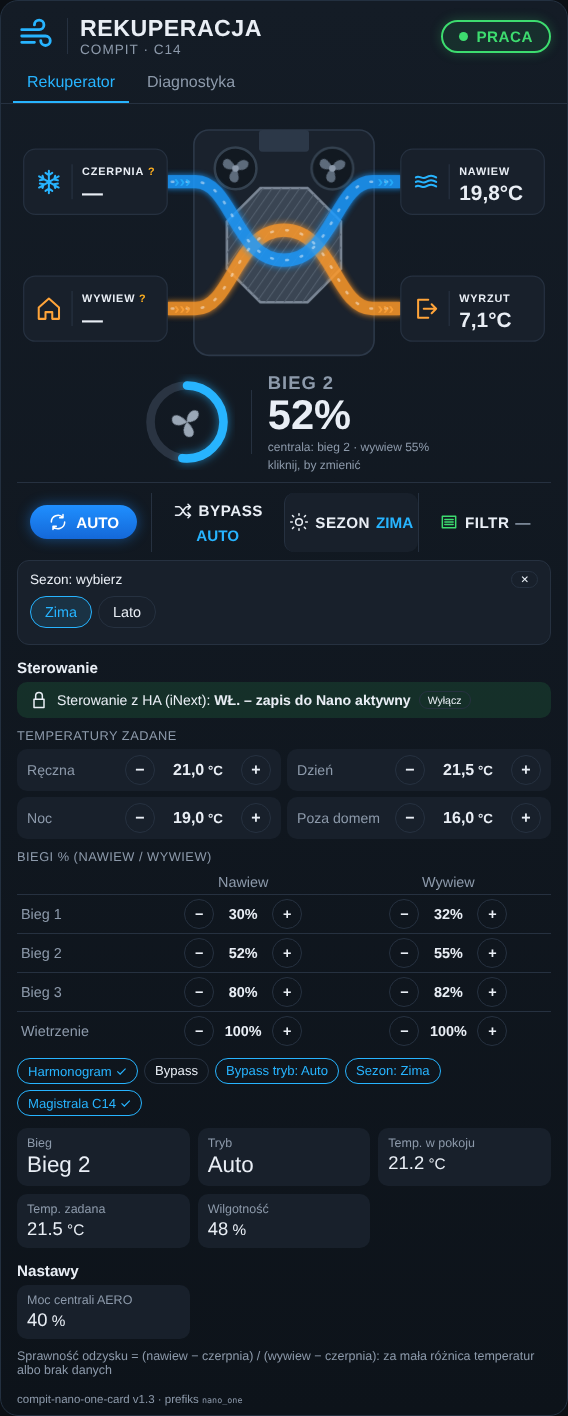 REKUPERACJA
COMPIT · C14
PRACA
Rekuperator Diagnostyka
CZERPNIA ?
—
NAWIEW
19,8°C
WYWIEW ?
—
WYRZUT
7,1°C
BIEG 2
52%
centrala: bieg 2 · wywiew 55%
kliknij, by zmienić
AUTO
BYPASS
AUTO
SEZON ZIMA
FILTR —
Sezon: wybierz
×
Zima Lato
Sterowanie
Sterowanie z HA (iNext): WŁ. – zapis do Nano aktywny Wyłącz
TEMPERATURY ZADANE
Ręczna − 21,0 °C +
Dzień − 21,5 °C +
Noc − 19,0 °C +
Poza domem − 16,0 °C +
BIEGI % (NAWIEW / WYWIEW)
Nawiew Wywiew
Bieg 1 − 30% + − 32% +
Bieg 2 − 52% + − 55% +
Bieg 3 − 80% + − 82% +
Wietrzenie − 100% + − 100% +
Harmonogram ✓ Bypass Bypass tryb: Auto Sezon: Zima
Magistrala C14 ✓
Bieg
Bieg 2
Tryb
Auto
Temp. w pokoju
21.2 °C
Temp. zadana
21.5 °C
Wilgotność
48 %
Nastawy
Moc centrali AERO
40 %
Sprawność odzysku = (nawiew − czerpnia) / (wywiew − czerpnia): za mała różnica temperatur
albo brak danych
compit-nano-one-card v1.3 · prefiks nano_one